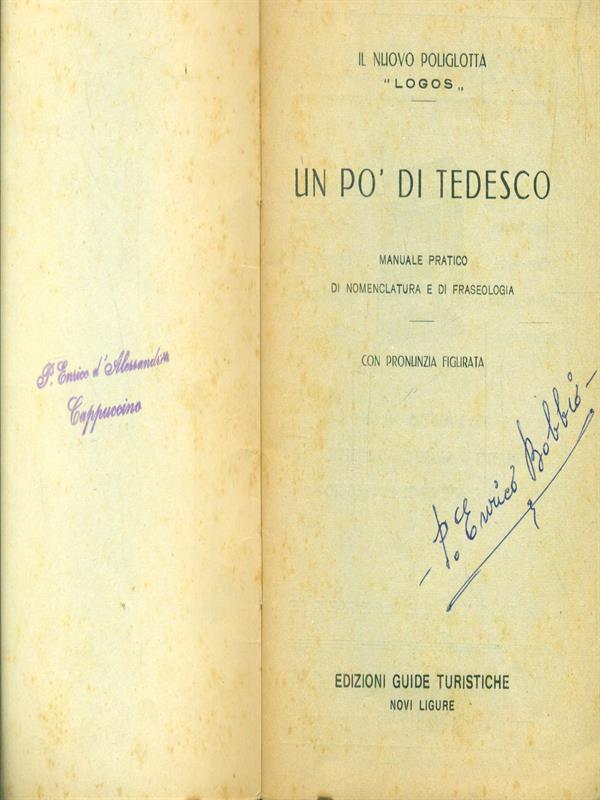 P. Enrico d'Alessandria
Cappuccino
IL NUOVO POLIGLOTTA
"LOGOS„
UN PO' DI TEDESCO
MANUALE PRATICO
DI NOMENCLATURA E DI FRASEOLOGIA
CON PRONUNZIA FIGURATA
- P.ce Enrico Bobbio -
EDIZIONI GUIDE TURISTICHE
NOVI LIGURE